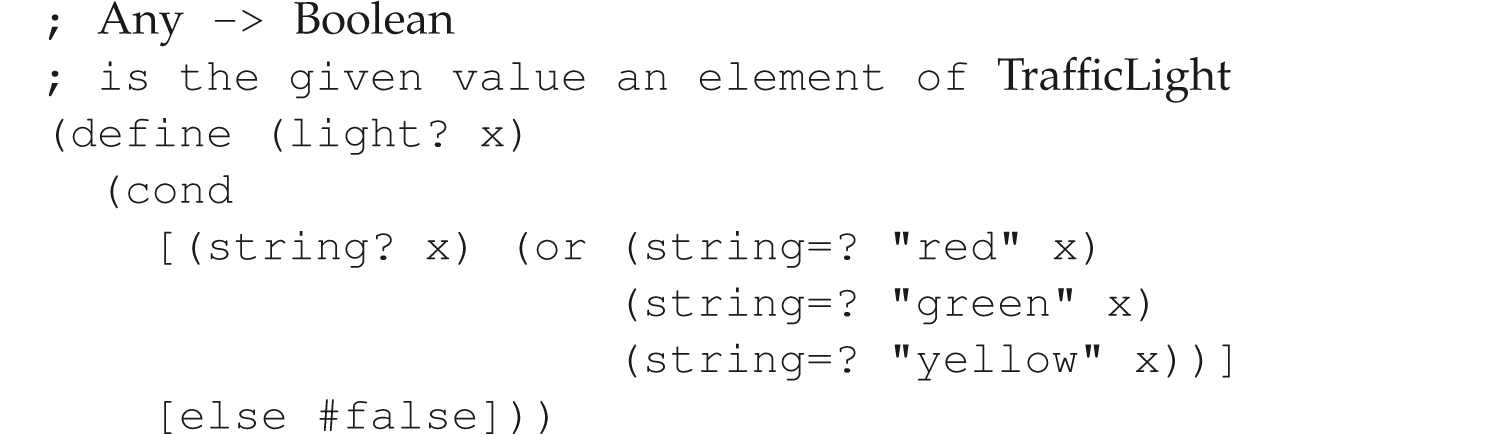 ; Any -> Boolean
; is the given value an element of TrafficLight
(define (light? x)
  (cond
    [(string? x) (or (string=? "red" x)
                     (string=? "green" x)
                     (string=? "yellow" x))]
    [else #false]))